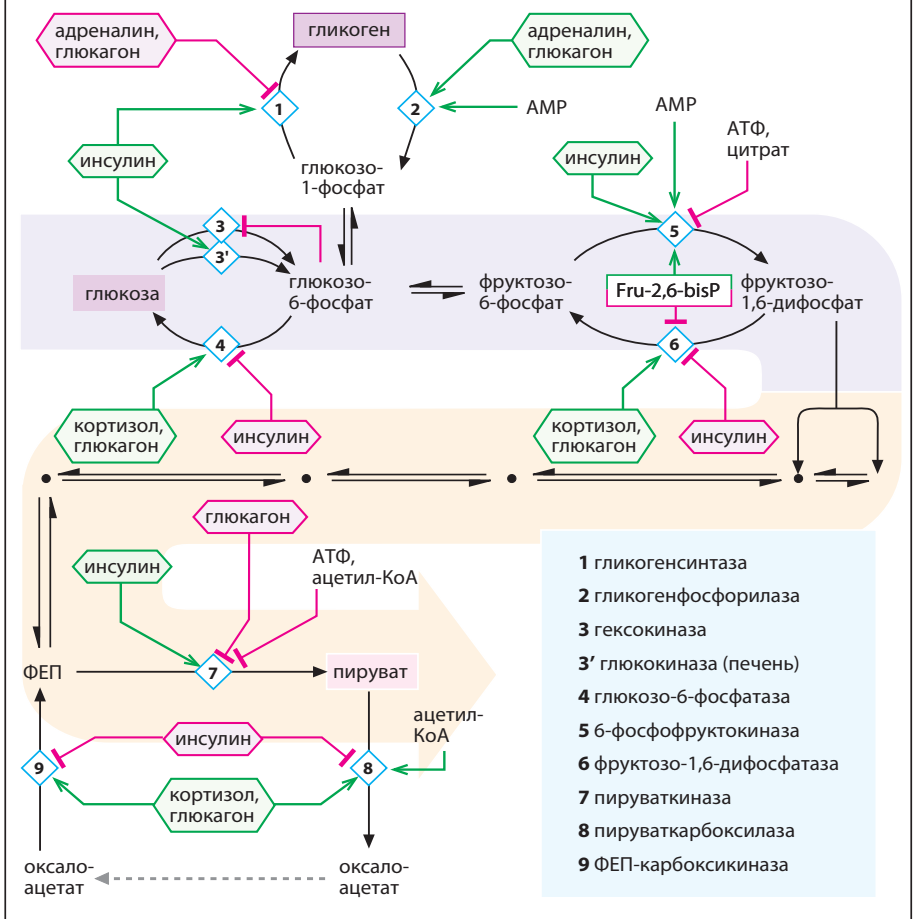 адреналин,
глюкагон
гликоген
адреналин,
глюкагон
1
2
АМР
АМР
АТФ,
цитрат
инсулин
инсулин
глюкозо-
1-фосфат
3
3'
5
глюкоза
глюкозо-
6-фосфат
фруктозо-
6-фосфат
Fru-2,6-bisP
фруктозо-
1,6-дифосфат
4
6
кортизол,
глюкагон
инсулин
кортизол,
глюкагон
инсулин
глюкагон
инсулин
АТФ,
ацетил-КоА
ФЕП
7
пируват
инсулин
ацетил-
КоА
9
8
кортизол,
глюкагон
оксало-
ацетат
оксало-
ацетат
1 гликогенсинтаза
2 гликогенфосфорилаза
3 гексокиназа
3′ глюкокиназа (печень)
4 глюкозо-6-фосфатаза
5 6-фосфофруктокиназа
6 фруктозо-1,6-дифосфатаза
7 пируваткиназа
8 пируваткарбоксилаза
9 ФЕП-карбоксикиназа